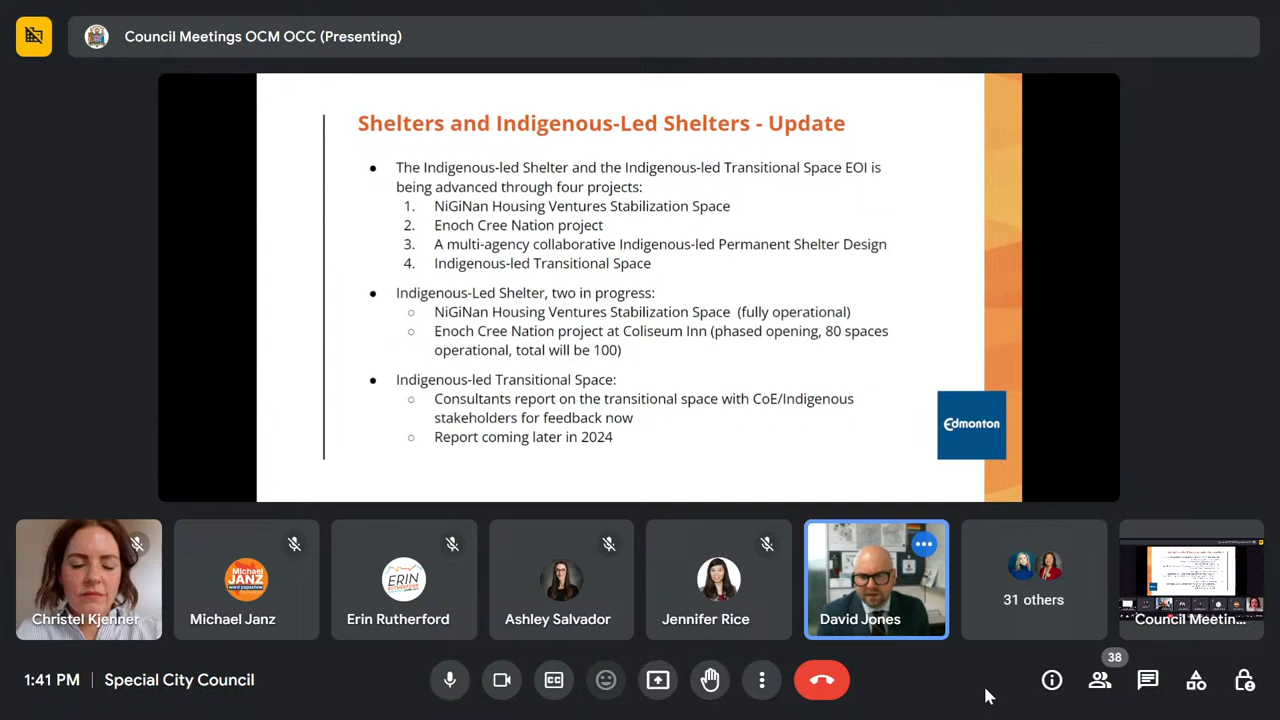 Council Meetings OCM OCC (Presenting)
Shelters and Indigenous-Led Shelters - Update
● The Indigenous-led Shelter and the Indigenous-led Transitional Space EOI is
being advanced through four projects:
1. NiGiNan Housing Ventures Stabilization Space
2. Enoch Cree Nation project
3. A multi-agency collaborative Indigenous-led Permanent Shelter Design
4. Indigenous-led Transitional Space
● Indigenous-Led Shelter, two in progress:
○ NiGiNan Housing Ventures Stabilization Space (fully operational)
○ Enoch Cree Nation project at Coliseum Inn (phased opening, 80 spaces
operational, total will be 100)
● Indigenous-led Transitional Space:
○ Consultants report on the transitional space with CoE/Indigenous
stakeholders for feedback now
○ Report coming later in 2024
Edmonton
Michael
JANZ
ERIN
RUTHERFORD
Christel Kjenner
Michael Janz
Erin Rutherford
Ashley Salvador
Jennifer Rice
David Jones
31 others
Council Meetin...
1:41 PM | Special City Council
CC
38